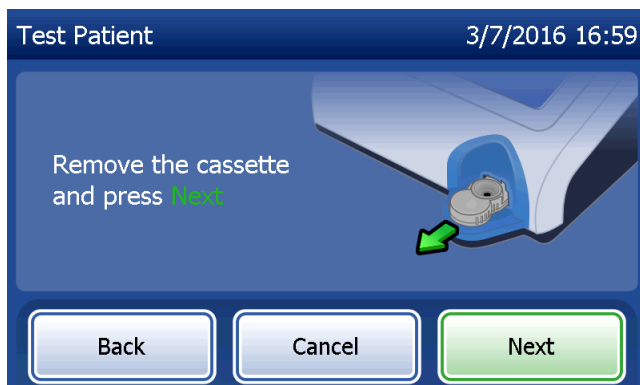 Test Patient 3/7/2016 16:59
Remove the cassette
and press Next
Back Cancel Next